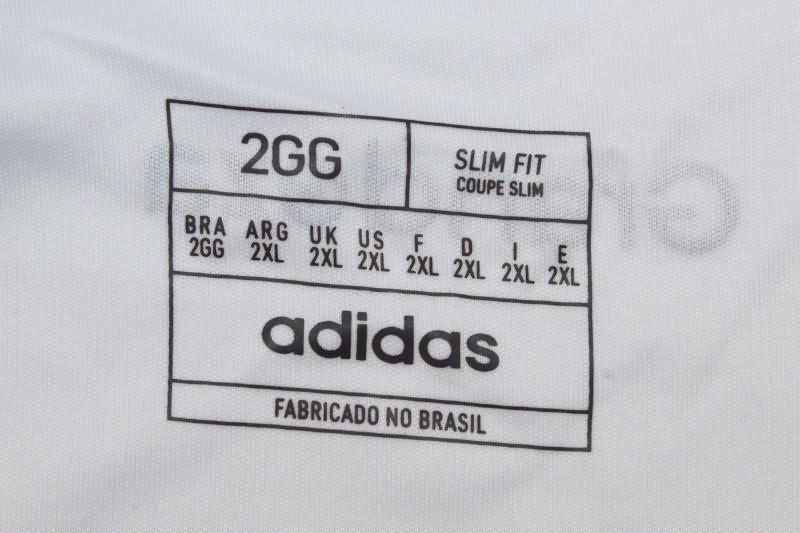 2GG
SLIM FIT
COUPE SLIM
BRA ARG UK US F D I E
2GG 2XL 2XL 2XL 2XL 2XL 2XL 2XL
adidas
FABRICADO NO BRASIL